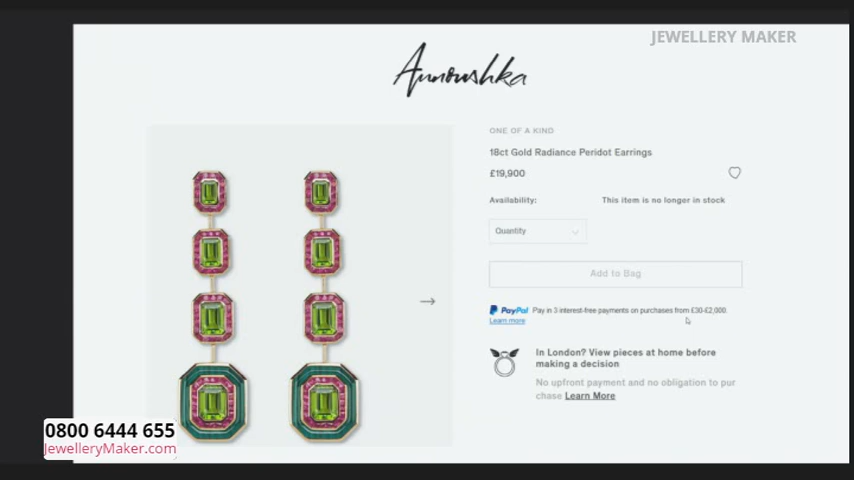 JEWELLERY MAKER
Annoushka
ONE OF A KIND
18ct Gold Radiance Peridot Earrings
£19,900
Availability: This item is no longer in stock
Quantity
Add to Bag
PayPal Pay in 3 interest-free payments on purchases from £30-£2,000.
Learn more
In London? View pieces at home before
making a decision
No upfront payment and no obligation to pur
chase Learn More
0800 6444 655
JewelleryMaker.com